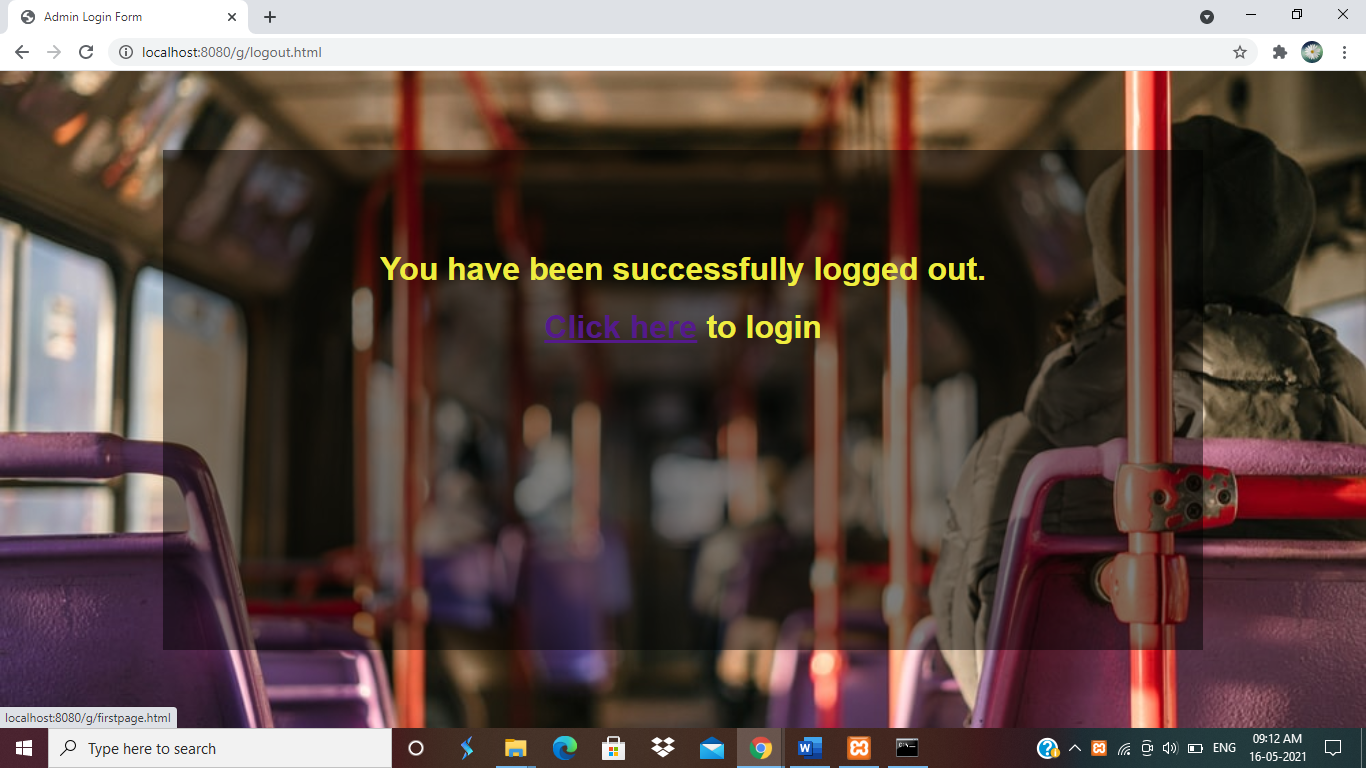 Admin Login Form
localhost:8080/g/logout.html
You have been successfully logged out.
Click here to login
localhost:8080/g/firstpage.html
Type here to search
ENG
09:12 AM
16-05-2021